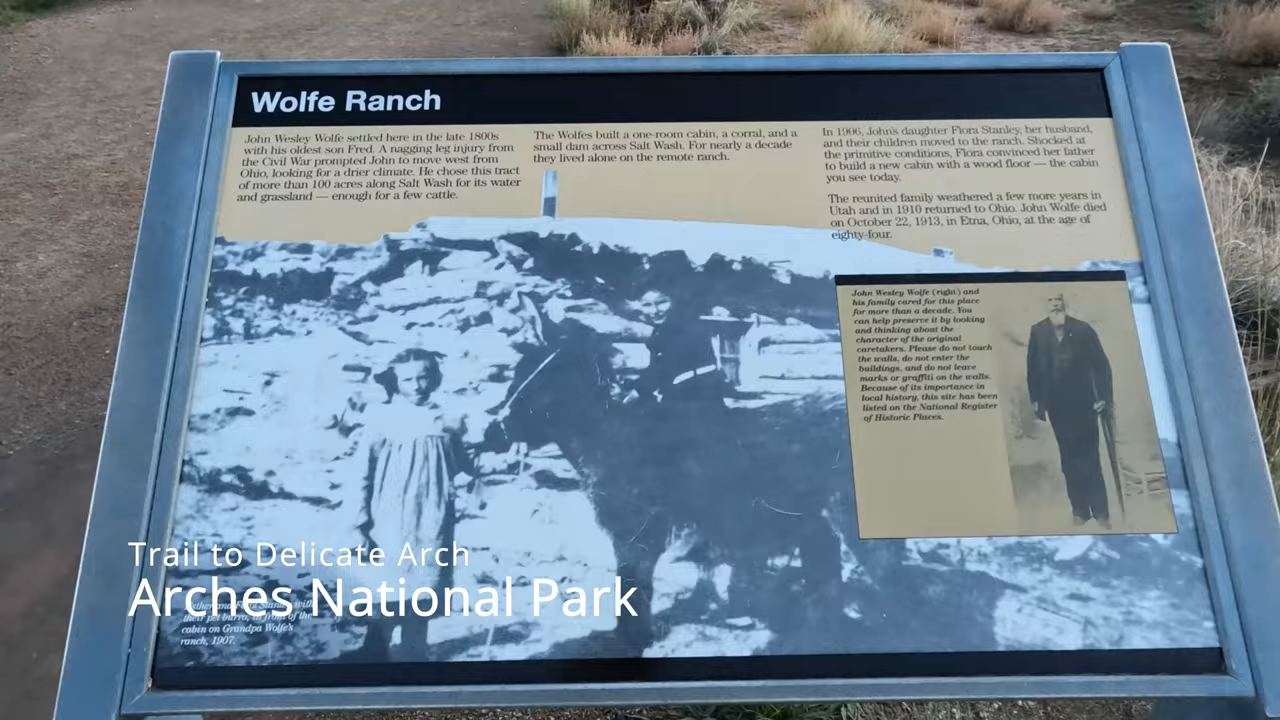 Wolfe Ranch
John Wesley Wolfe settled here in the late 1800s
with his oldest son Fred. A nagging leg injury from
the Civil War prompted John to move west from
Ohio, looking for a drier climate. He chose this tract
of more than 100 acres along Salt Wash for its water
and grassland — enough for a few cattle.
The Wolfes built a one-room cabin, a corral, and a
small dam across Salt Wash. For nearly a decade
they lived alone on the remote ranch.
In 1906, John's daughter Flora Stanley, her husband,
and their children moved to the ranch. Shocked at
the primitive conditions, Flora convinced her father
to build a new cabin with a wood floor — the cabin
you see today.
The reunited family weathered a few more years in
Utah and in 1910 returned to Ohio. John Wolfe died
on October 22, 1913, in Etna, Ohio, at the age of
eighty-four.
John Wesley Wolfe (right) and
his family cared for this place
for more than a decade. You
can help preserve it by looking
and thinking about the
character of the original
caretakers. Please do not touch
the walls, do not enter the
buildings, and do not leave
marks or graffiti on the walls.
Because of its importance in
local history, this site has been
listed on the National Register
of Historic Places.
Trail to Delicate Arch
Arches National Park
with
their pet burro, in front of the
cabin on Grandpa Wolfe's
ranch, 1907.